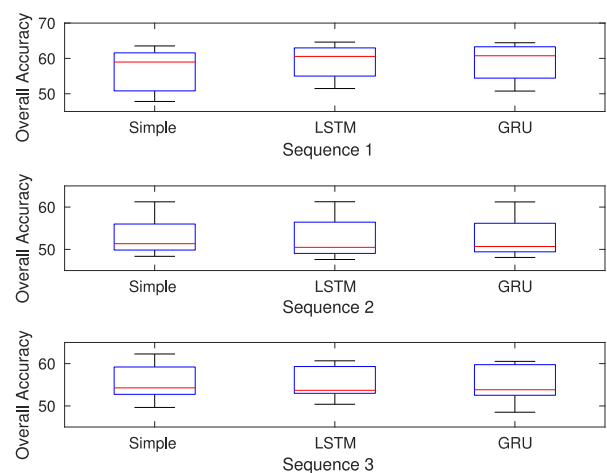 Overall Accuracy
70
60
50
Simple
LSTM
GRU
Sequence 1
Overall Accuracy
60
50
Simple
LSTM
GRU
Sequence 2
Overall Accuracy
60
50
Simple
LSTM
GRU
Sequence 3